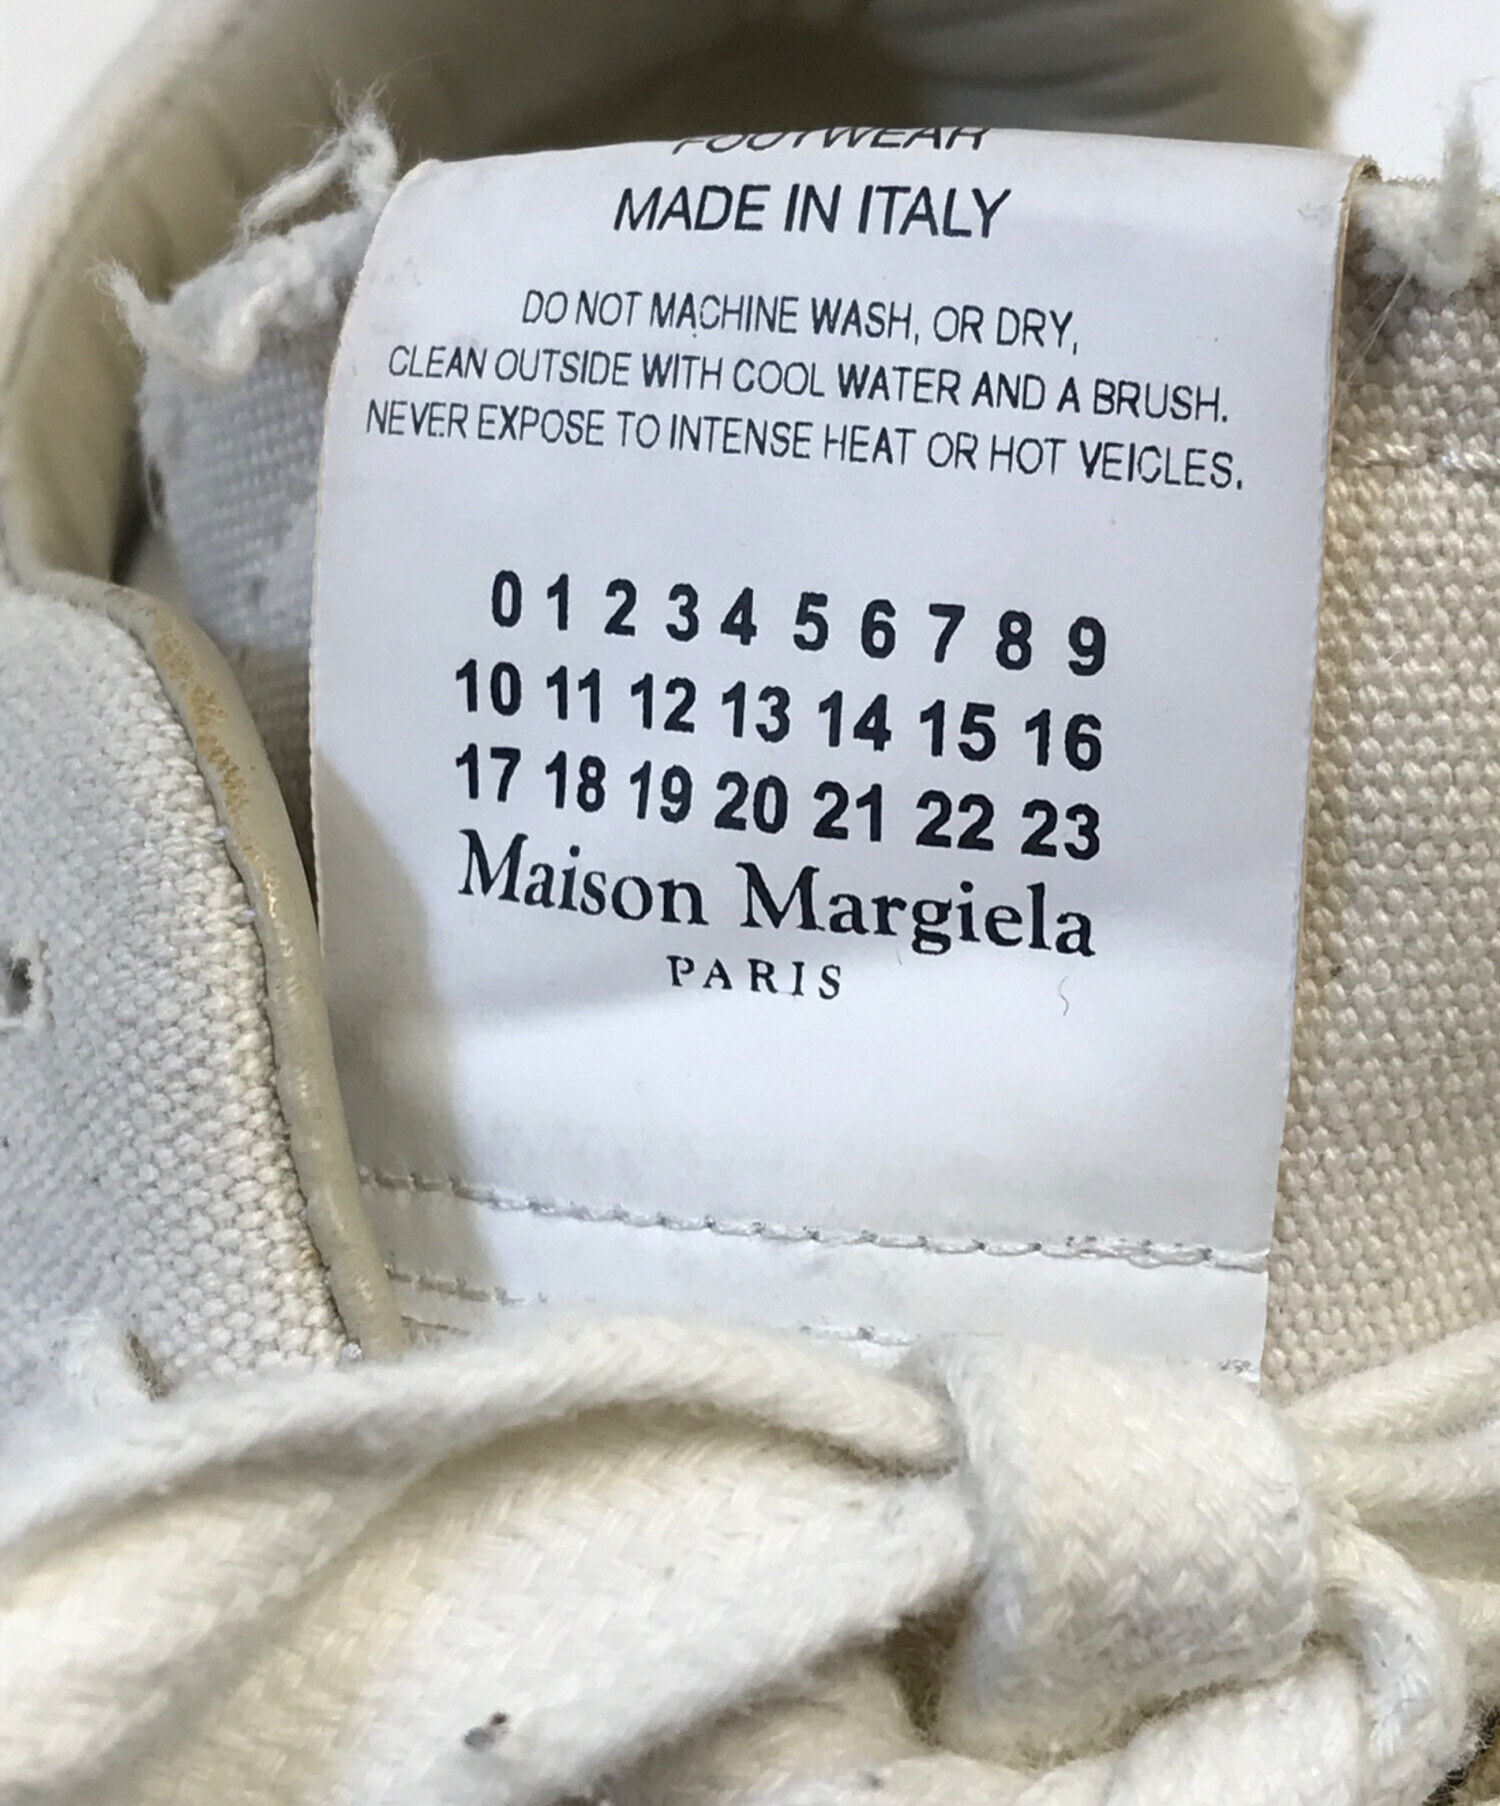 FOOTWEAR
MADE IN ITALY
DO NOT MACHINE WASH, OR DRY,
CLEAN OUTSIDE WITH COOL WATER AND A BRUSH.
NEVER EXPOSE TO INTENSE HEAT OR HOT VEICLES.
0 1 2 3 4 5 6 7 8 9
10 11 12 13 14 15 16
17 18 19 20 21 22 23
Maison Margiela
PARIS